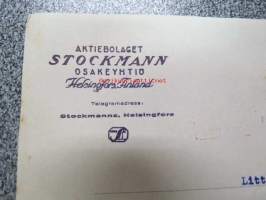 AKTIEBOLAGET
STOCKMANN
OSAKEYHTIÖ
Helsingfors, Finland
Telegramadress:
Stockmanns, Helsingfors
Litt